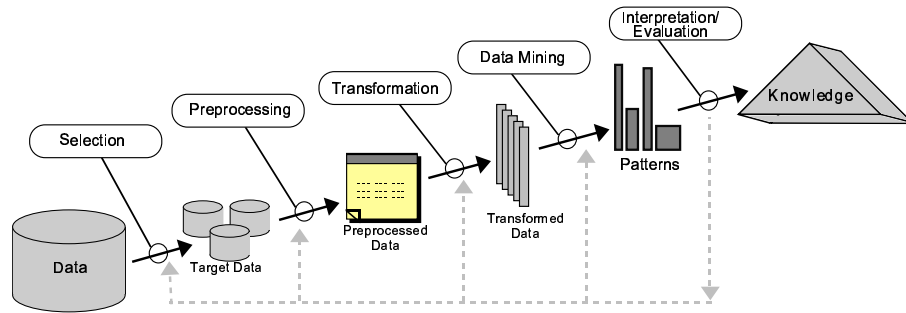 Interpretation/
Evaluation
Data Mining
Transformation
Preprocessing
Selection
Knowledge
Patterns
Transformed
Data
Preprocessed
Data
Target Data
Data